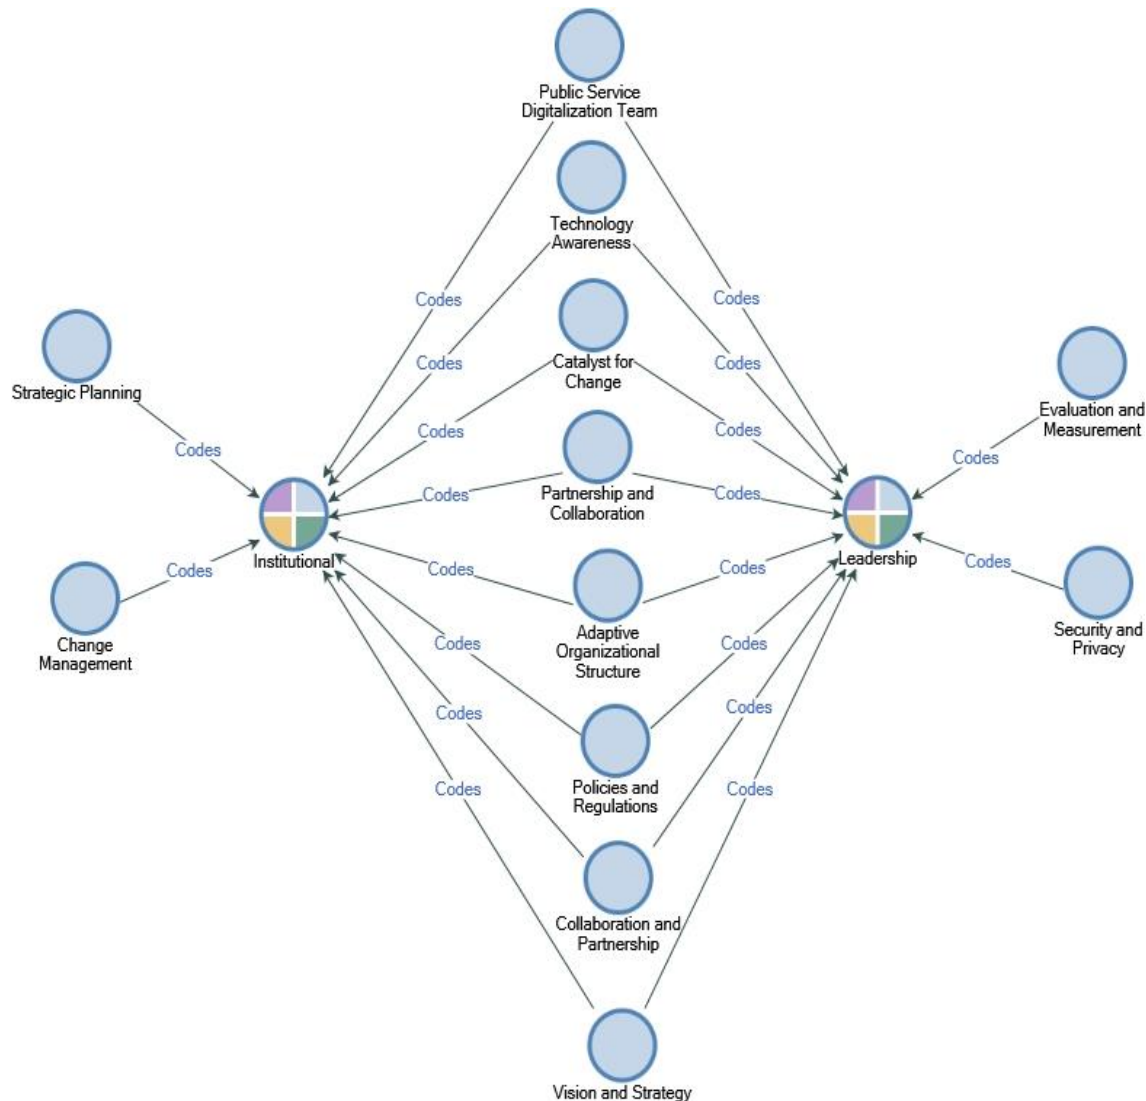 Public Service
Digitalization Team
Technology
Awareness
Codes
Codes
Catalyst for
Change
Codes
Codes
Strategic Planning
Evaluation and
Measurement
Codes
Codes
Codes
Codes
Partnership and
Collaboration
Codes
Codes
Institutional
Leadership
Codes
Codes
Codes
Codes
Change
Management
Adaptive
Organizational
Structure
Security and
Privacy
Codes
Codes
Codes
Codes
Policies and
Regulations
Codes
Codes
Collaboration and
Partnership
Vision and Strategy